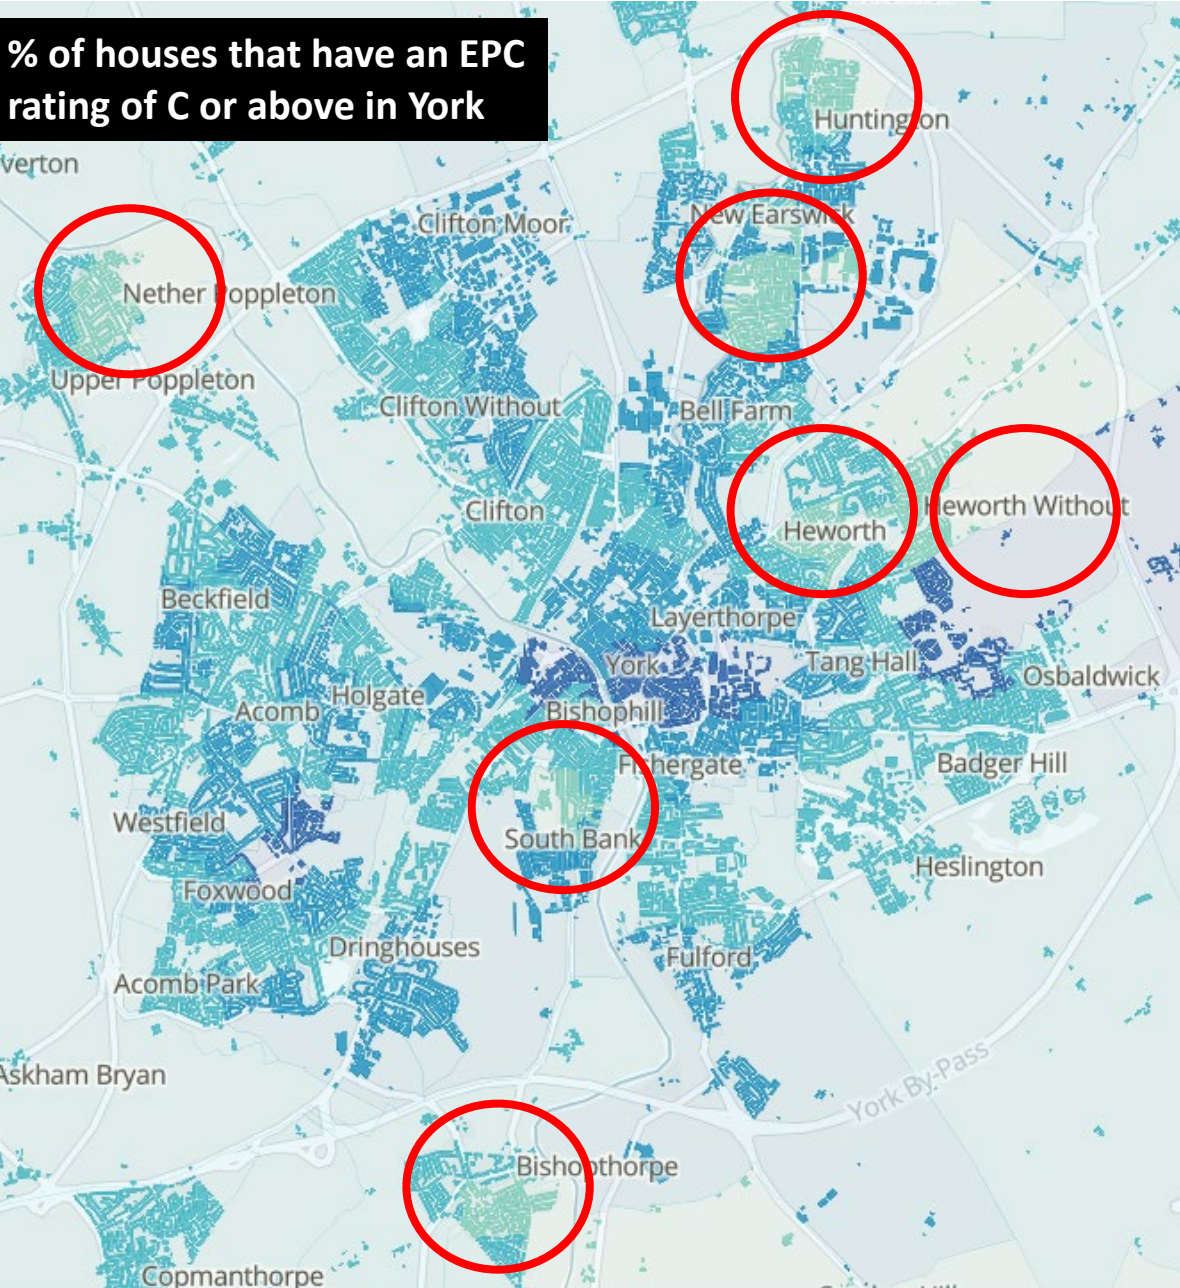 % of houses that have an EPC
rating of C or above in York
Huntington
verton
New Earswick
Clifton Moor
Nether Poppleton
Upper Poppleton
Clifton Without
Bell Farm
Clifton
Heworth Without
Heworth
Beckfield
Layerthorpe
York
Tang Hall
Osbaldwick
Holgate
Acomb
Bishophill
Fishergate
Badger Hill
Westfield
South Bank
Heslington
Foxwood
Dringhouses
Fulford
Acomb Park
Askham Bryan
York By-Pass
Bishopthorpe
Copmanthorpe